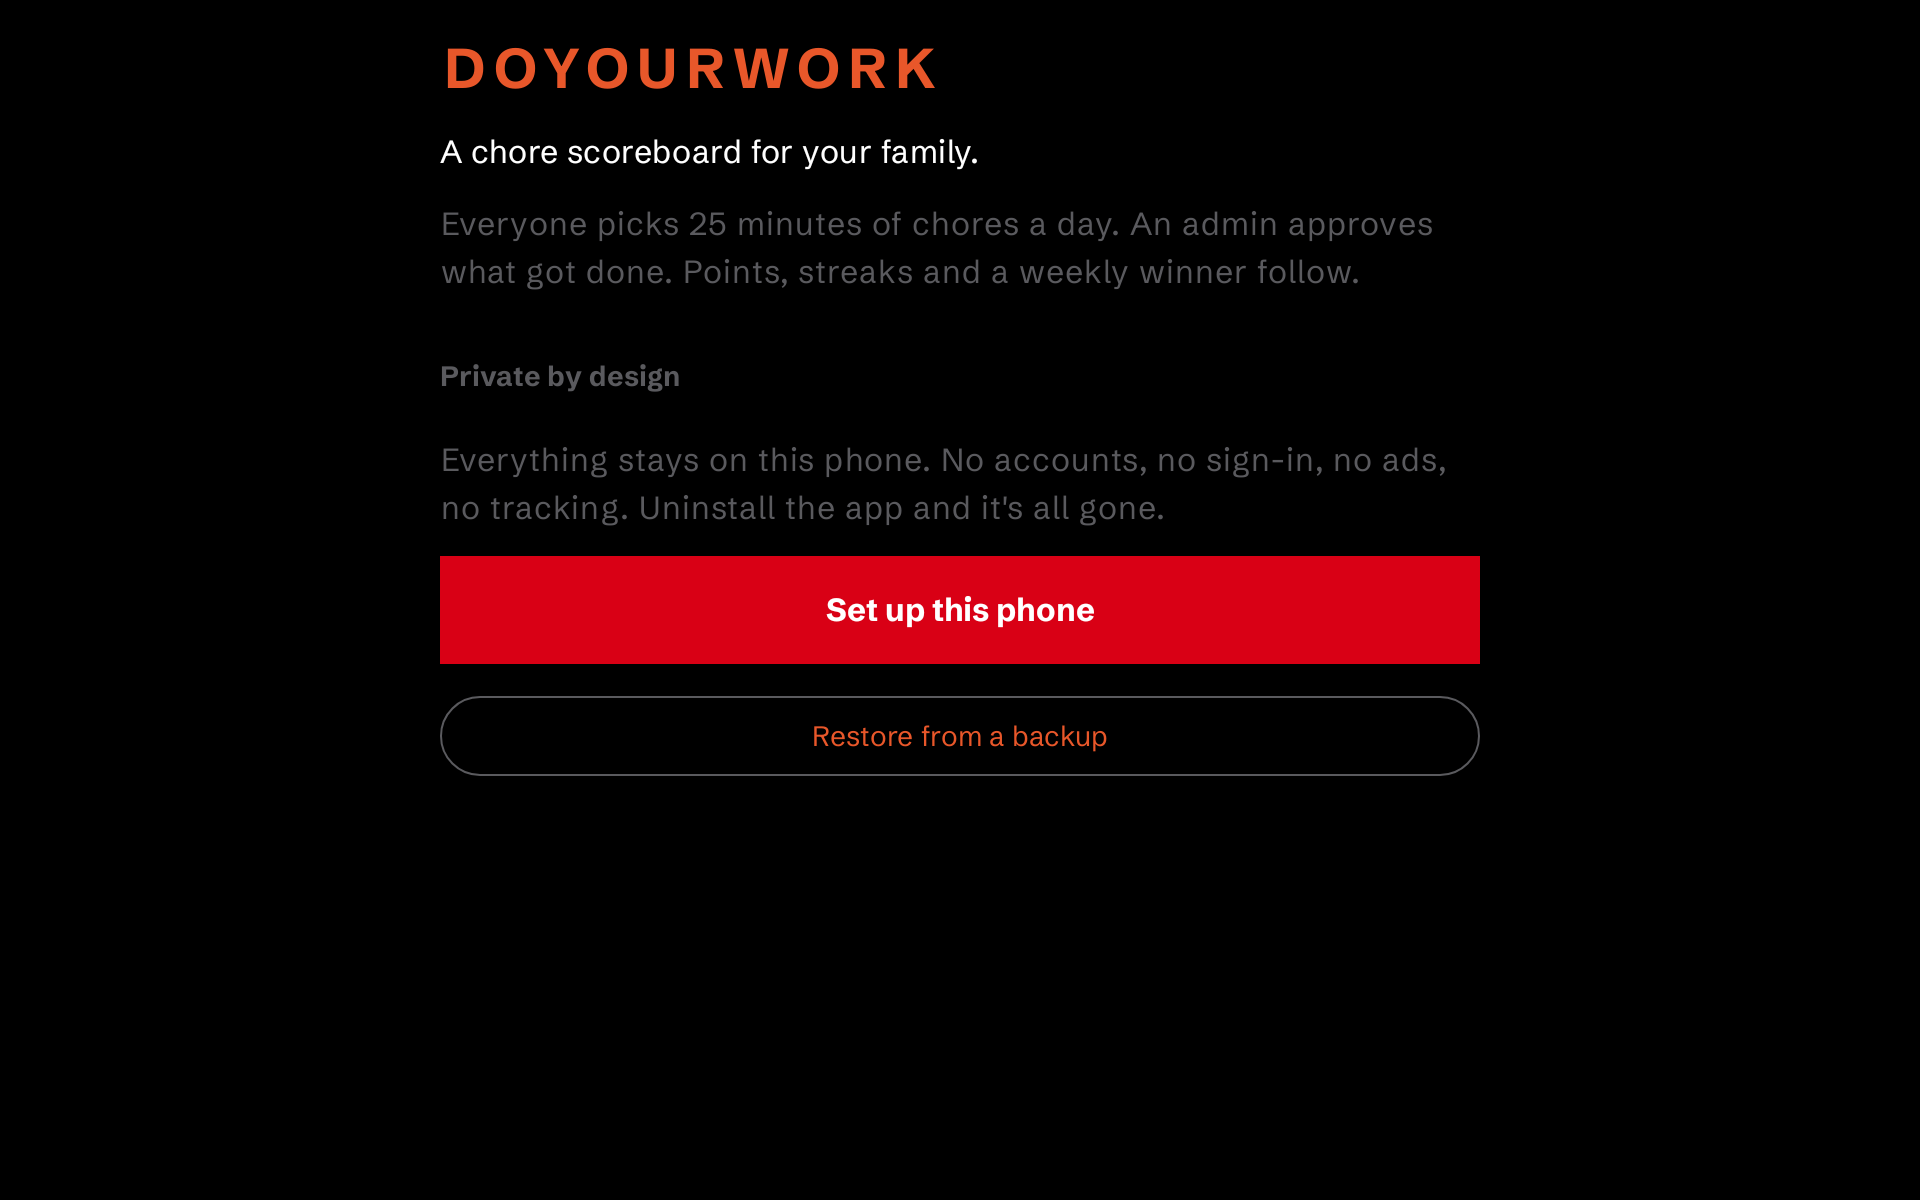 DOYOURWORK
A chore scoreboard for your family.
Everyone picks 25 minutes of chores a day. An admin approves
what got done. Points, streaks and a weekly winner follow.
Private by design
Everything stays on this phone. No accounts, no sign-in, no ads,
no tracking. Uninstall the app and it's all gone.
Set up this phone
Restore from a backup